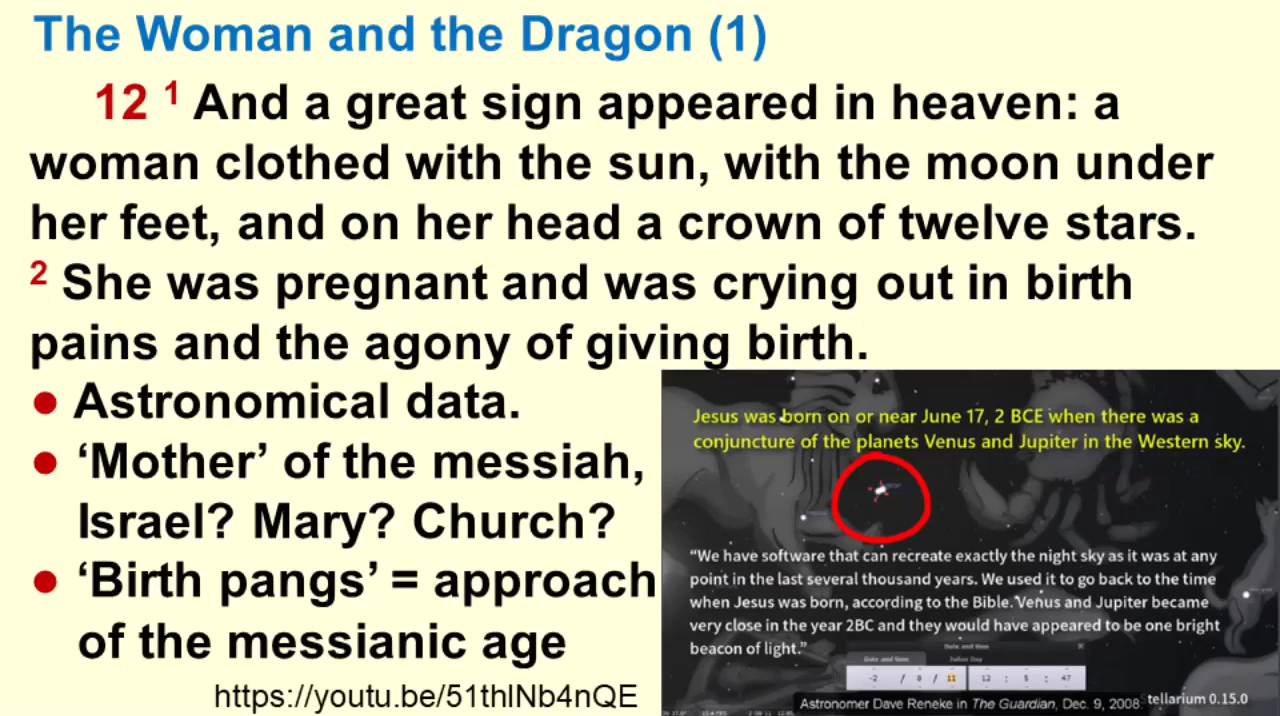 The Woman and the Dragon (1)
12 1 And a great sign appeared in heaven: a
woman clothed with the sun, with the moon under
her feet, and on her head a crown of twelve stars.
2 She was pregnant and was crying out in birth
pains and the agony of giving birth.
● Astronomical data.
● ‘Mother’ of the messiah,
Israel? Mary? Church?
● ‘Birth pangs’ = approach
of the messianic age
https://youtu.be/51thlNb4nQE
Jesus was born on or near June 17, 2 BCE when there was a
conjuncture of the planets Venus and Jupiter in the Western sky.
“We have software that can recreate exactly the night sky as it was at any
point in the last several thousand years. We used it to go back to the time
when Jesus was born, according to the Bible. Venus and Jupiter became
very close in the year 2BC and they would have appeared to be one bright
beacon of light.”
Date and time
Date and time Julian Day
-2 / 11 12 : 5 : 47
Astronomer Dave Reneke in The Guardian, Dec. 9, 2008
tellarium 0.15.0